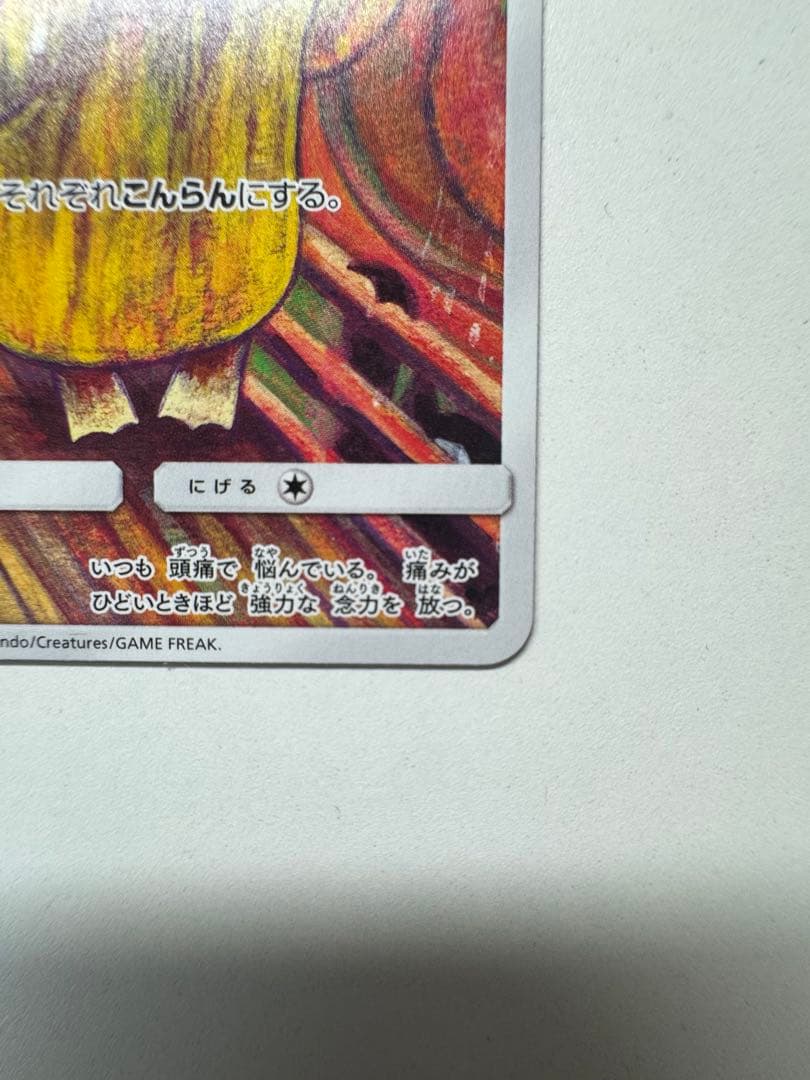 それぞれこんらんにする。
にげる
いつも 頭痛で 悩んでいる。 痛みが
ひどいときほど 強力な 念力を 放つ。
ndo/Creatures/GAME FREAK.